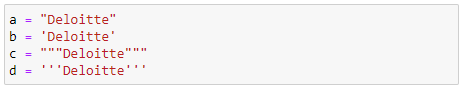 a = "Deloitte"
b = 'Deloitte'
c = """Deloitte"""
d = '''Deloitte'''